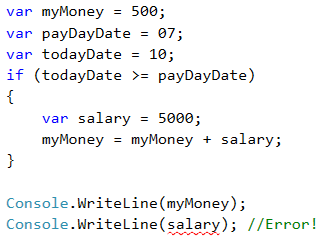 var myMoney = 500;
var payDayDate = 07;
var todayDate = 10;
if (todayDate >= payDayDate)
{
    var salary = 5000;
    myMoney = myMoney + salary;
}
Console.WriteLine(myMoney);
Console.WriteLine(salary); //Error!